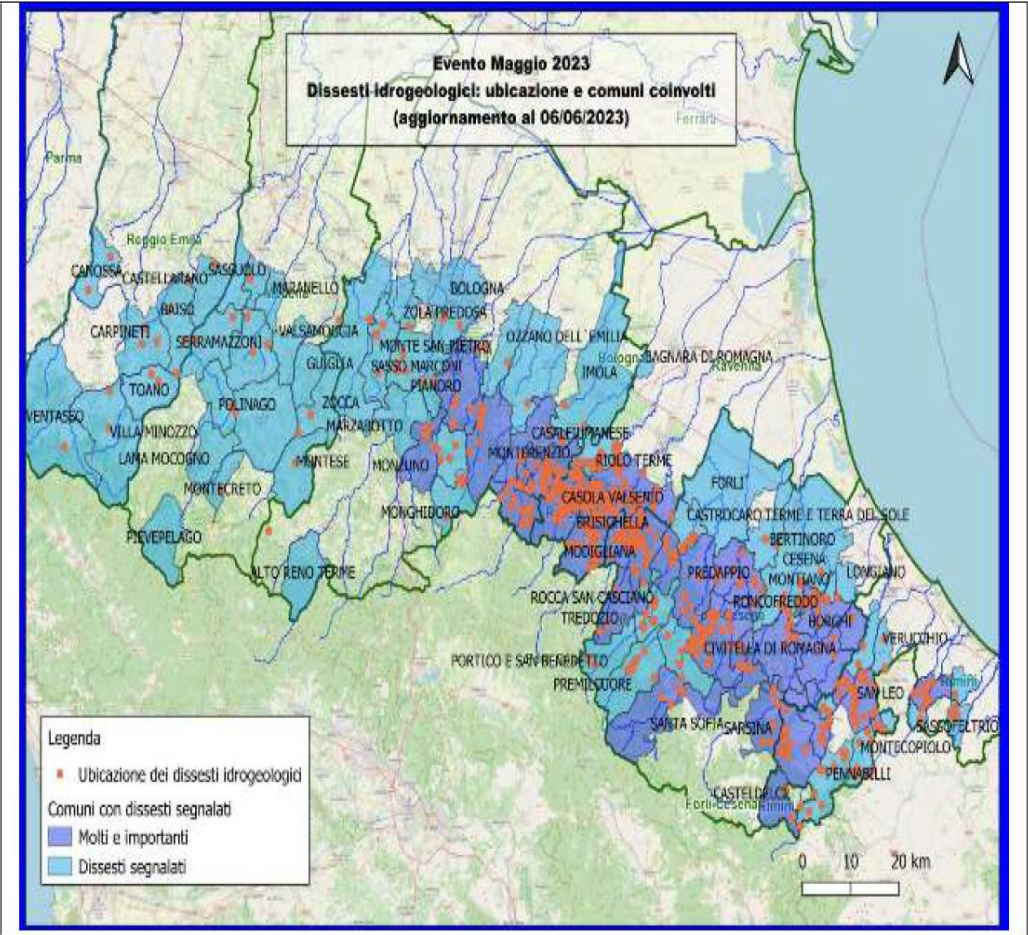 Evento Maggio 2023
Dissesti idrogeologici: ubicazione e comuni coinvolti
(aggiornamento al 06/06/2023)
Ferrara
Parma
Reggio Emilia
CANOSSA
CASTELLARANO
SASSUOLO
MARANELLO
BOLOGNA
BAISO
ZOLA PREDOSA
CARPINETI
SERRAMAZZONI
VALSAMOGGIA
MONTE SAN PIETRO
OZZANO DELL`EMILIA
Bologna
BAGNARA DI ROMAGNA
Ravenna
GUIGLIA
SASSO MARCONI
IMOLA
TOANO
PIANORO
VENTASSO
POLINAGO
ZOCCA
MARZABOTTO
VILLA MINOZZO
CASALFIUMANESE
LAMA MOCOGNO
MONTESE
MONZUNO
MONTERENZIO
RIOLO TERME
MONTECRETO
CASOLA VALSENIO
FORLI'
MONGHIDORO
BRISIGHELLA
CASTROCARO TERME E TERRA DEL SOLE
PIEVEPELAGO
MODIGLIANA
BERTINORO
CESENA
ALTO RENO TERME
PREDAPPIO
MONTIANO
LONGIANO
ROCCA SAN CASCIANO
RONCOFREDDO
TREDOZIO
BORGHI
VERUCCHIO
CIVITELLA DI ROMAGNA
PORTICO E SAN BENEDETTO
PREMILCUORE
Rimini
SAN LEO
SANTA SOFIA
SARSINA
SASSOFELTRIO
MONTECOPIOLO
PENNABILLI
CASTELDELCI
Forlì-Cesena
Rimini
Legenda
Ubicazione dei dissesti idrogeologici
Comuni con dissesti segnalati
Molti e importanti
Dissesti segnalati
0 10 20 km